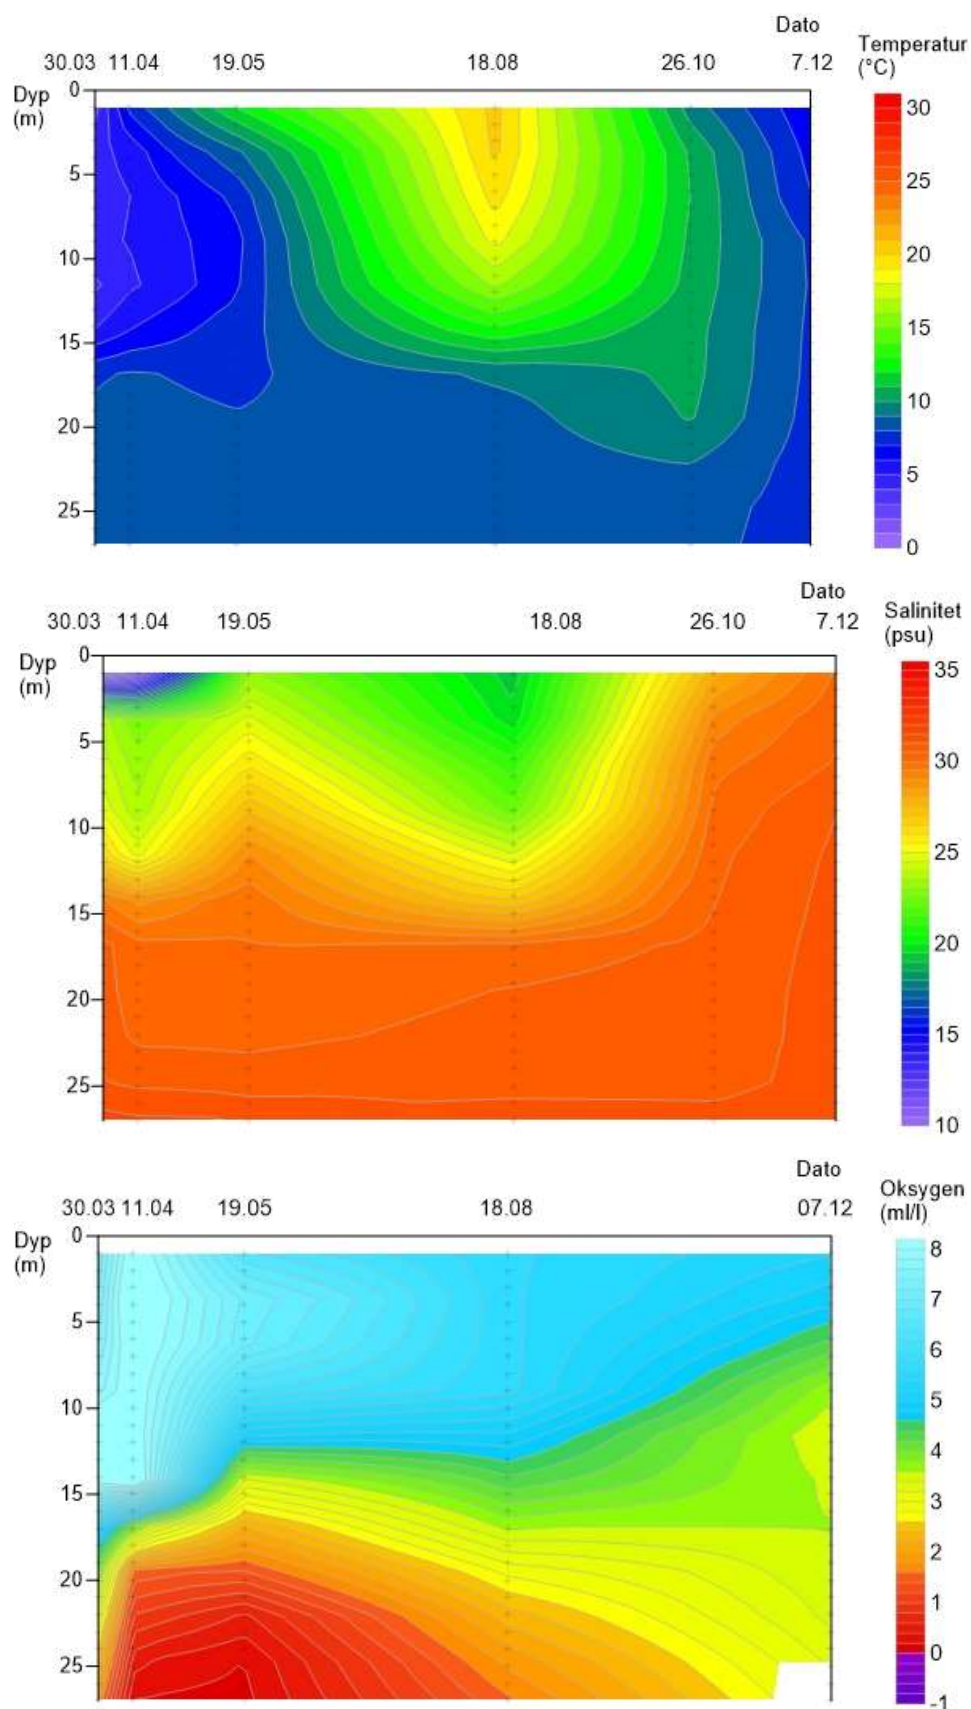 Dato
30.03 11.04 19.05 18.08 26.10 7.12
Temperatur
(°C)
Dyp
(m)
0
5
10
15
20
25
30
25
20
15
10
5
0
Dato
30.03 11.04 19.05 18.08 26.10 7.12
Salinitet
(psu)
Dyp
(m)
0
5
10
15
20
25
35
30
25
20
15
10
Dato
30.03 11.04 19.05 18.08 07.12
Oksygen
(ml/l)
Dyp
(m)
0
5
10
15
20
25
8
7
6
5
4
3
2
1
0
-1